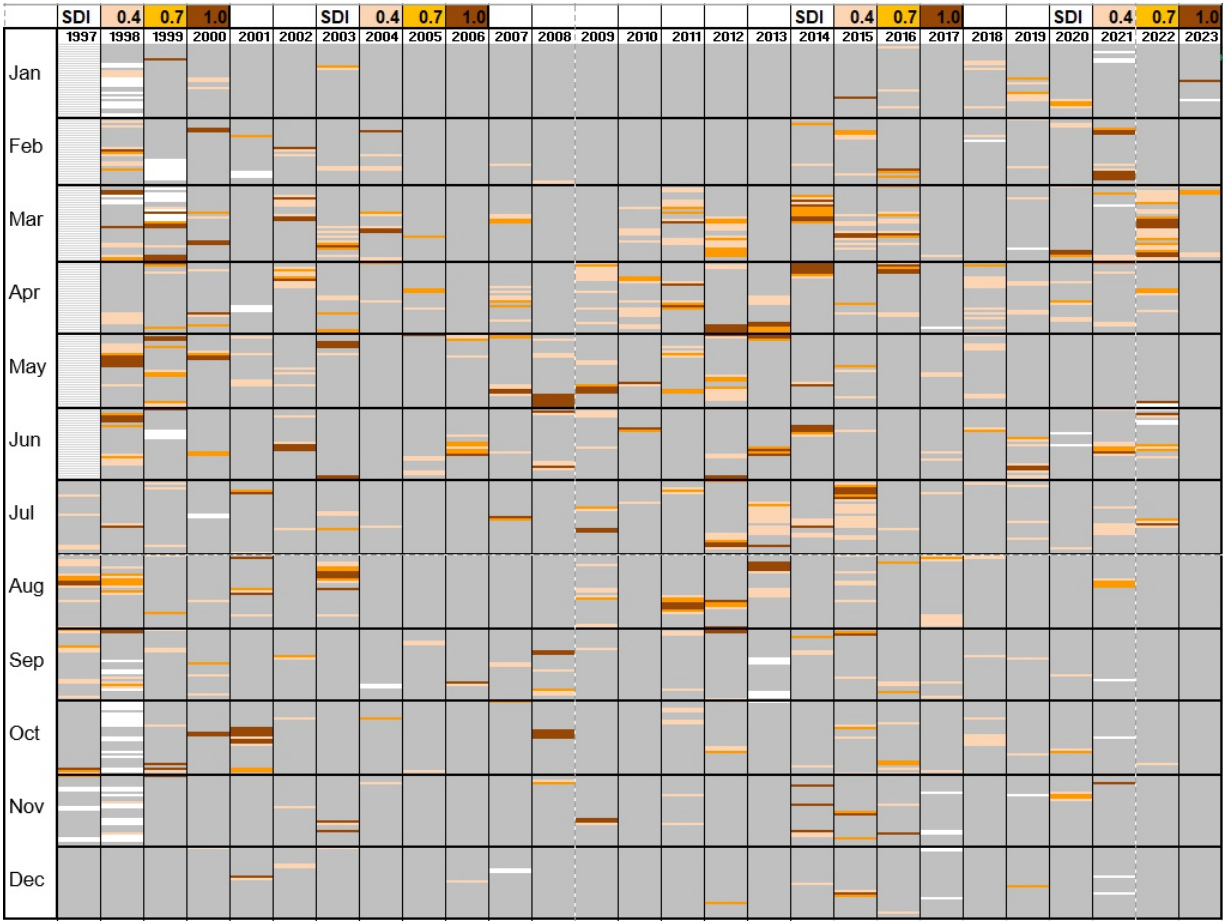 SDI 0.4 0.7 1.0 SDI 0.4 0.7 1.0 SDI 0.4 0.7 1.0 SDI 0.4 0.7 1.0
1997 1998 1999 2000 2001 2002 2003 2004 2005 2006 2007 2008 2009 2010 2011 2012 2013 2014 2015 2016 2017 2018 2019 2020 2021 2022 2023
Jan
Feb
Mar
Apr
May
Jun
Jul
Aug
Sep
Oct
Nov
Dec